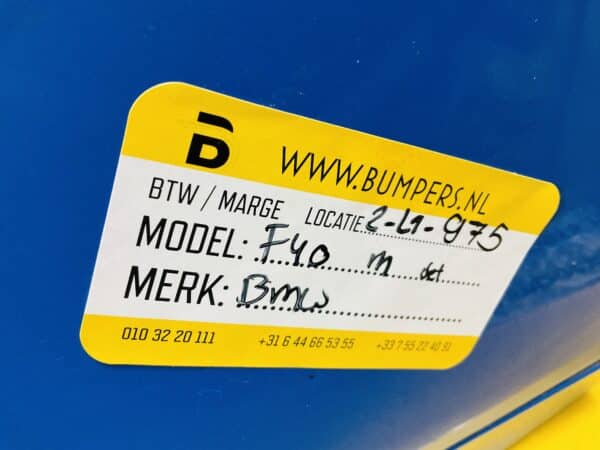 B WWW.BUMPERS.NL
BTW / MARGE LOCATIE: 2-L1-975
MODEL: F40 m det
MERK: Bmw
010 32 20 111 +31 6 44 66 53 55 +33 7 55 22 40 91